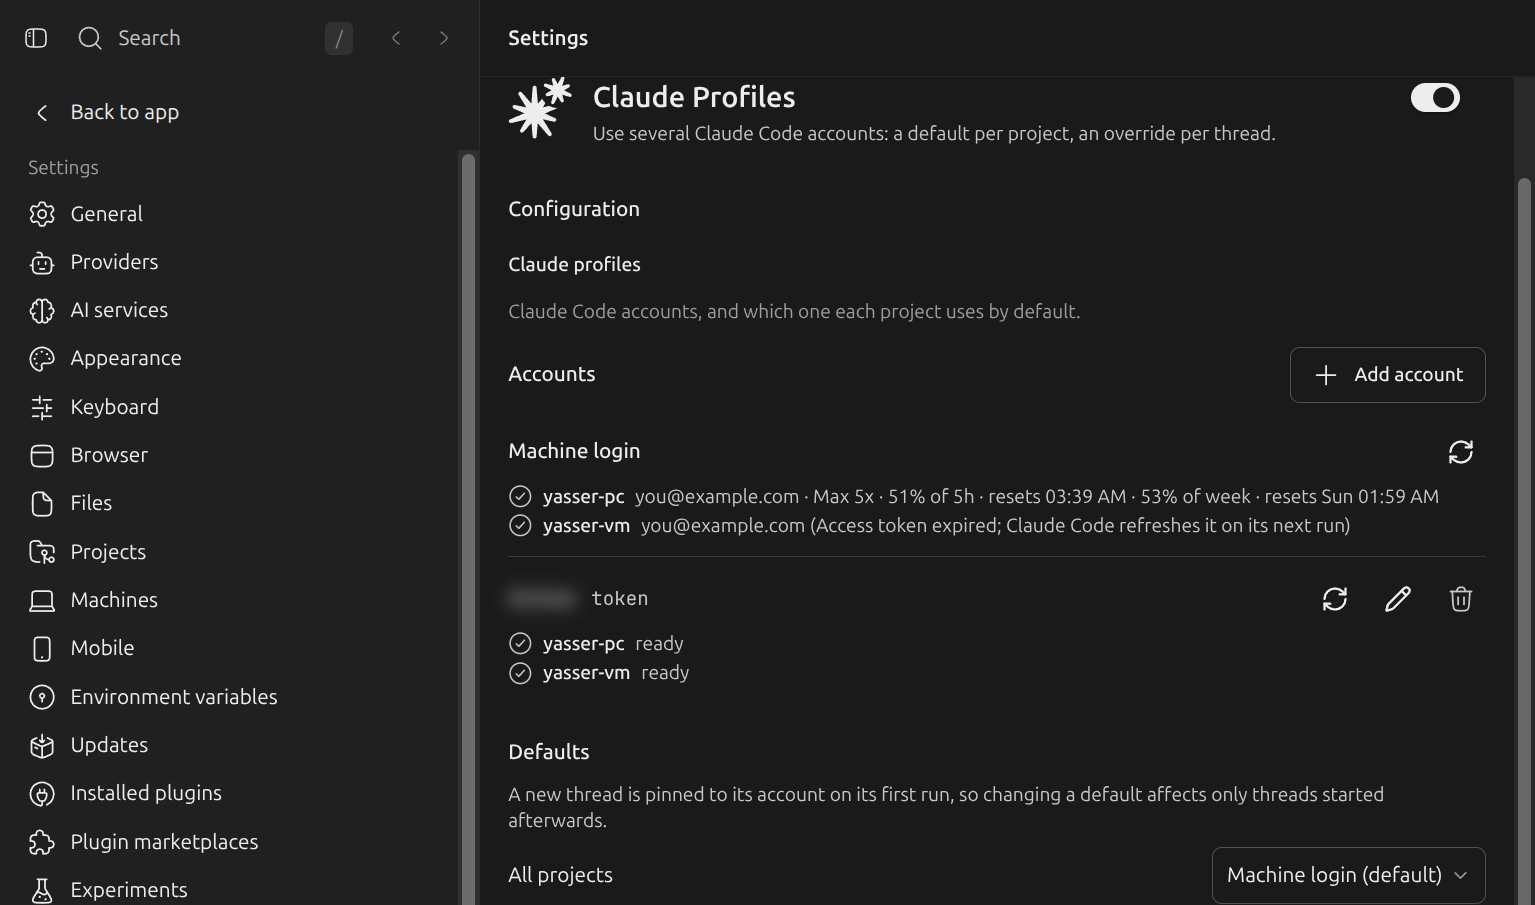 Search
/
Back to app
Settings
General
Providers
AI services
Appearance
Keyboard
Browser
Files
Projects
Machines
Mobile
Environment variables
Updates
Installed plugins
Plugin marketplaces
Experiments
Settings
Claude Profiles
Use several Claude Code accounts: a default per project, an override per thread.
Configuration
Claude profiles
Claude Code accounts, and which one each project uses by default.
Accounts
Add account
Machine login
yasser-pc you@example.com · Max 5x · 51% of 5h · resets 03:39 AM · 53% of week · resets Sun 01:59 AM
yasser-vm you@example.com (Access token expired; Claude Code refreshes it on its next run)
token
yasser-pc ready
yasser-vm ready
Defaults
A new thread is pinned to its account on its first run, so changing a default affects only threads started
afterwards.
All projects
Machine login (default)